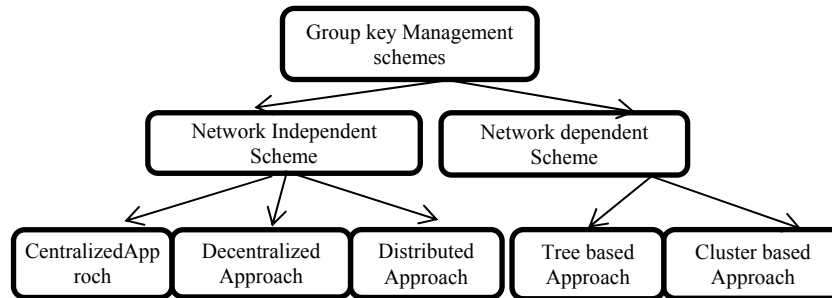 Group key Management
schemes
Network Independent
Scheme
Network dependent
Scheme
CentralizedApp
roch
Decentralized
Approach
Distributed
Approach
Tree based
Approach
Cluster based
Approach